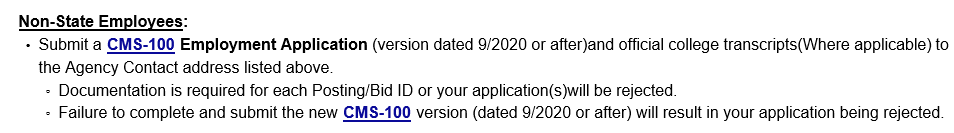 Non-State Employees:
• Submit a CMS-100 Employment Application (version dated 9/2020 or after)and official college transcripts(Where applicable) to
the Agency Contact address listed above.
◦ Documentation is required for each Posting/Bid ID or your application(s)will be rejected.
◦ Failure to complete and submit the new CMS-100 version (dated 9/2020 or after) will result in your application being rejected.